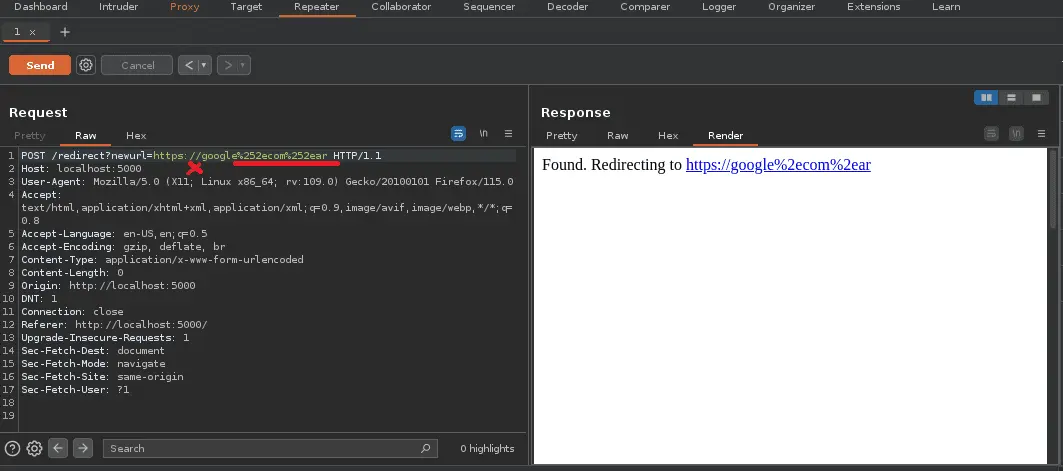 Dashboard Intruder Proxy Target Repeater Collaborator Sequencer Decoder Comparer Logger Organizer Extensions Learn
1 × +
Send Cancel < ▾ > ▾
Request
Pretty Raw Hex \n
1 POST /redirect?newurl=https://google%252ecom%252ear HTTP/1.1
2 Host: localhost:5000
3 User-Agent: Mozilla/5.0 (X11; Linux x86_64; rv:109.0) Gecko/20100101 Firefox/115.0
4 Accept:
text/html,application/xhtml+xml,application/xml;q=0.9,image/avif,image/webp,*/*;q=
0.8
5 Accept-Language: en-US,en;q=0.5
6 Accept-Encoding: gzip, deflate, br
7 Content-Type: application/x-www-form-urlencoded
8 Content-Length: 0
9 Origin: http://localhost:5000
10 DNT: 1
11 Connection: close
12 Referer: http://localhost:5000/
13 Upgrade-Insecure-Requests: 1
14 Sec-Fetch-Dest: document
15 Sec-Fetch-Mode: navigate
16 Sec-Fetch-Site: same-origin
17 Sec-Fetch-User: ?1
18
19
Search 0 highlights
Response
Pretty Raw Hex Render \n
Found. Redirecting to https://google%2ecom%2ear